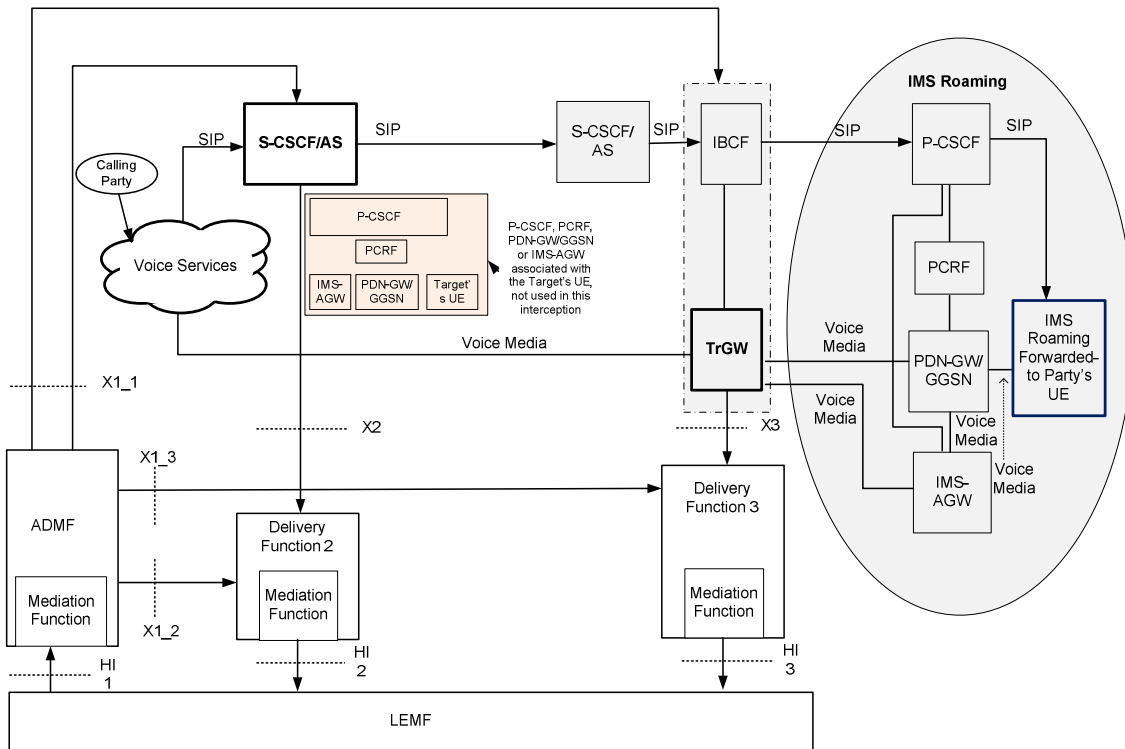 IMS Roaming
SIP
S-CSCF/AS
SIP
S-CSCF/
AS
SIP
IBCF
SIP
P-CSCF
SIP
Calling
Party
Voice Services
P-CSCF
PCRF
IMS-
AGW
PDN-GW/
GGSN
Target'
s UE
P-CSCF, PCRF,
PDN-GW/GGSN
or IMS-AGW
associated with
the Target's UE,
not used in this
interception
PCRF
Voice Media
TrGW
Voice
Media
PDN-GW/
GGSN
IMS
Roaming
Forwarded–
to Party's
UE
X1_1
Voice
Media
Voice
Media
Voice
Media
X2
X3
X1_3
IMS-
AGW
ADMF
Delivery
Function 2
Delivery
Function 3
Mediation
Function
Mediation
Function
Mediation
Function
X1_2
HI
1
HI
2
HI
3
LEMF